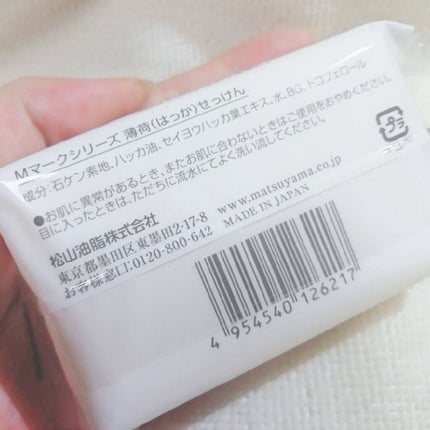 Mマークシリーズ 薄荷(はっか)せっけん
成分:石ケン素地、ハッカ油、セイヨウハッカ葉エキス、水、BG、トコフェロール
●お肌に異常があるとき、またお肌に合わないときはご使用をおやめください。
目に入ったときは、ただちに流水にてよく洗い流してください。
プラ
松山油脂株式会社 www.matsuyama.co.jp
東京都墨田区東墨田2-17-8 MADE IN JAPAN
お客様窓口:0120-800-642
4 954540 126217